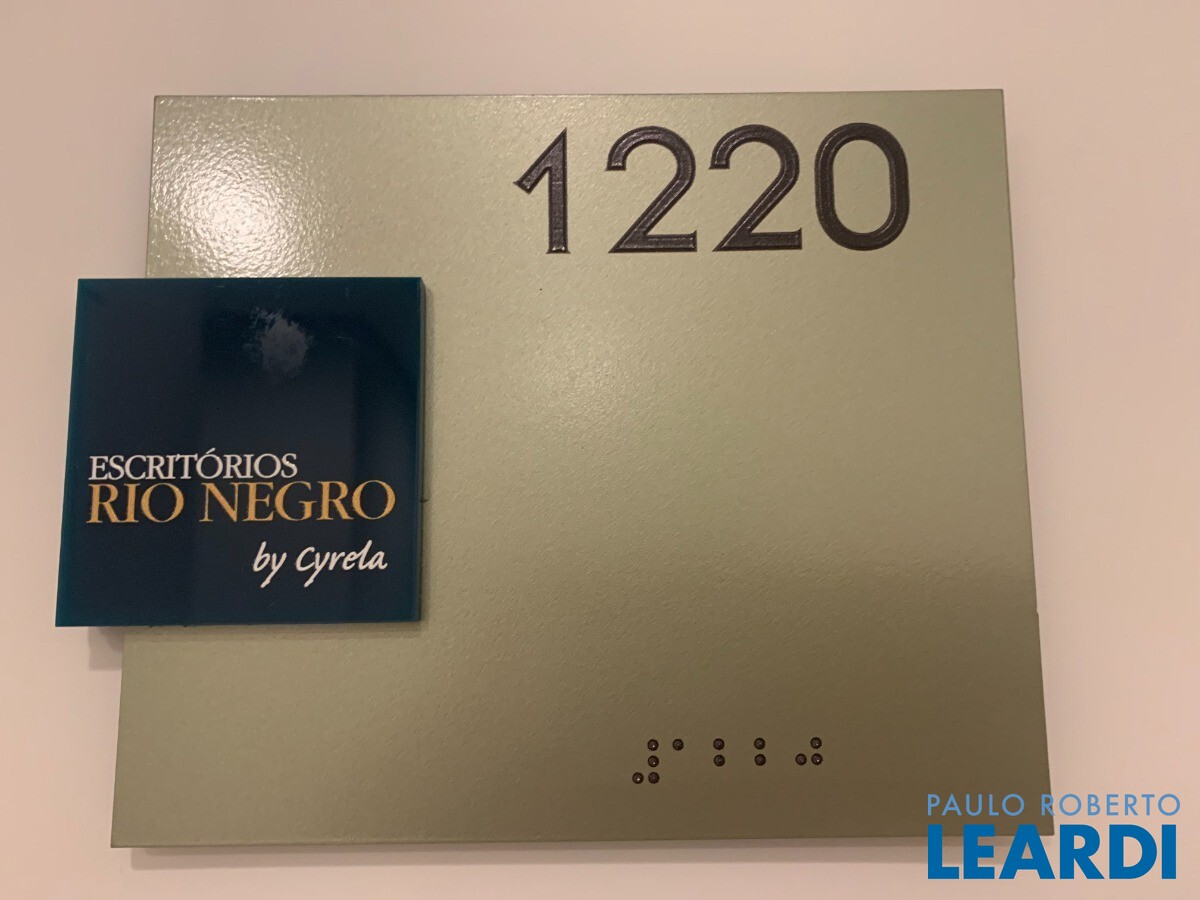 1220
ESCRITÓRIOS
RIO NEGRO
by Cyrela
⠼⠁⠃⠃⠚
PAULO ROBERTO
LEARDI